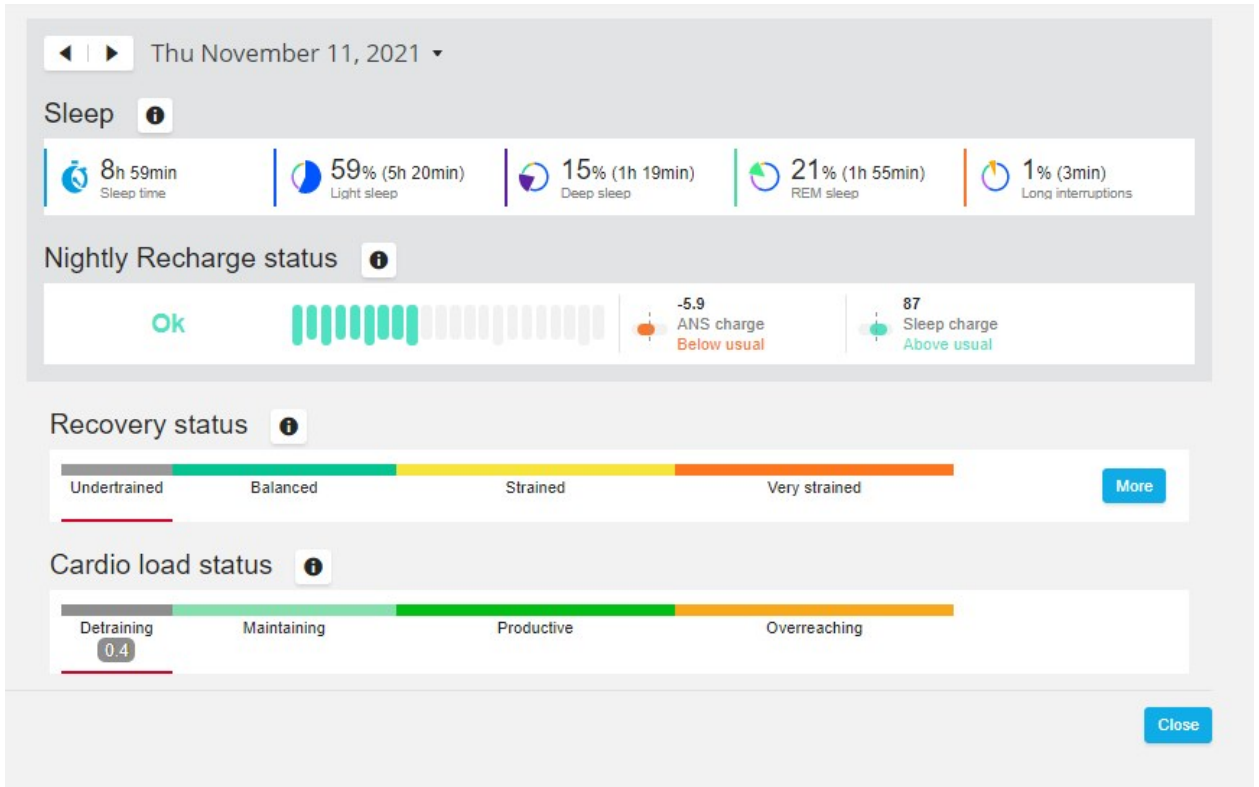 Thu November 11, 2021
Sleep
8h 59min
Sleep time
59% (5h 20min)
Light sleep
15% (1h 19min)
Deep sleep
21% (1h 55min)
REM sleep
1% (3min)
Long interruptions
Nightly Recharge status
Ok
-5.9
ANS charge
Below usual
87
Sleep charge
Above usual
Recovery status
Undertrained Balanced Strained Very strained
More
Cardio load status
Detraining Maintaining Productive Overreaching
0.4
Close